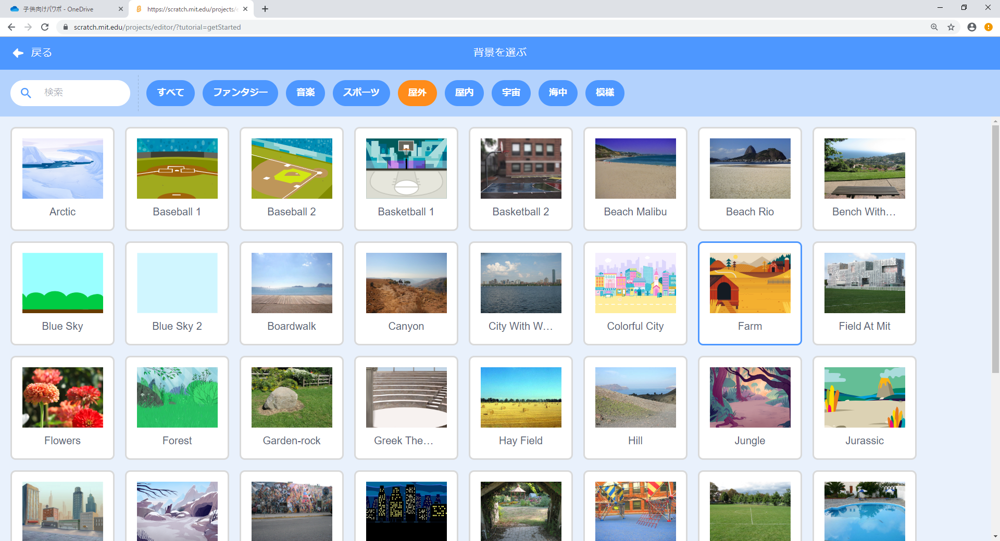 子供向けパワポ - OneDrive
https://scratch.mit.edu/projects/e
scratch.mit.edu/projects/editor/?tutorial=getStarted
戻る
背景を選ぶ
検索
すべて
ファンタジー
音楽
スポーツ
屋外
屋内
宇宙
海中
模様
Arctic
Baseball 1
Baseball 2
Basketball 1
Basketball 2
Beach Malibu
Beach Rio
Bench With…
Blue Sky
Blue Sky 2
Boardwalk
Canyon
City With W…
Colorful City
Farm
Field At Mit
Flowers
Forest
Garden-rock
Greek The…
Hay Field
Hill
Jungle
Jurassic